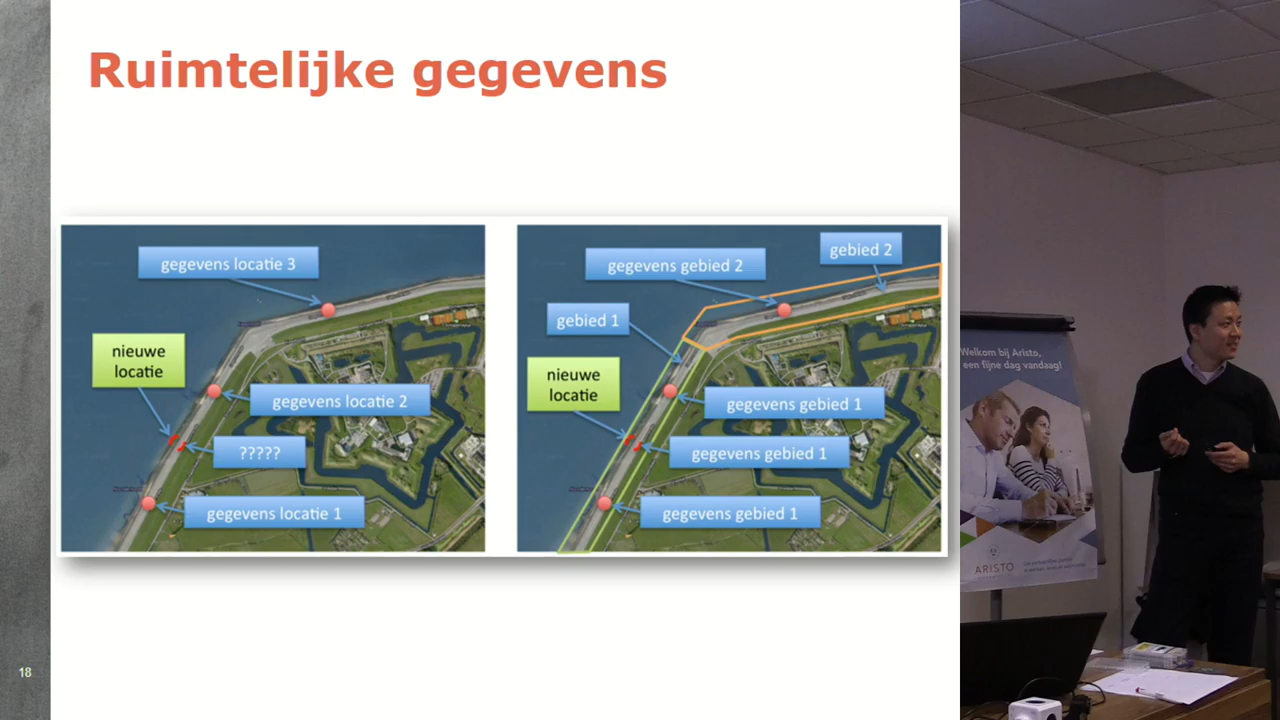 Ruimtelijke gegevens
gegevens locatie 3
nieuwe
locatie
gegevens locatie 2
?????
gegevens locatie 1
gegevens gebied 2
gebied 2
gebied 1
nieuwe
locatie
gegevens gebied 1
gegevens gebied 1
gegevens gebied 1
18
Welkom bij Aristo,
een fijne dag vandaag!
ARISTO